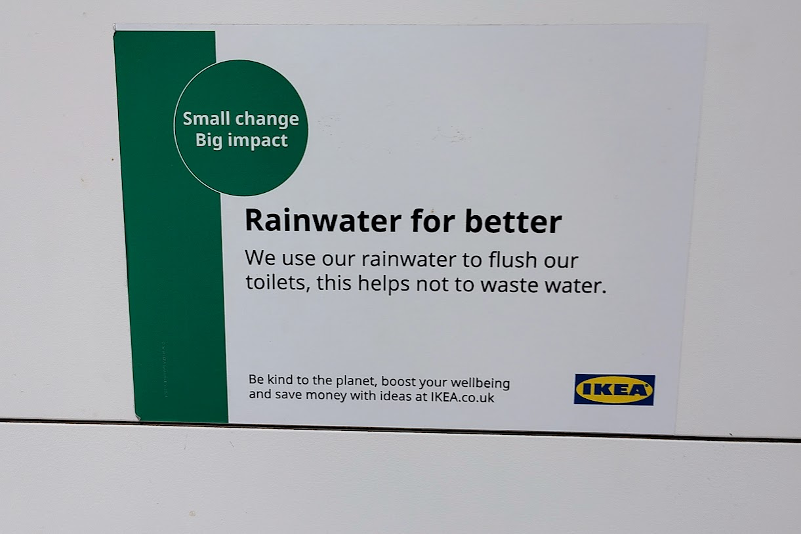 Small change
Big impact
Rainwater for better
We use our rainwater to flush our
toilets, this helps not to waste water.
Be kind to the planet, boost your wellbeing
and save money with ideas at IKEA.co.uk
IKEA